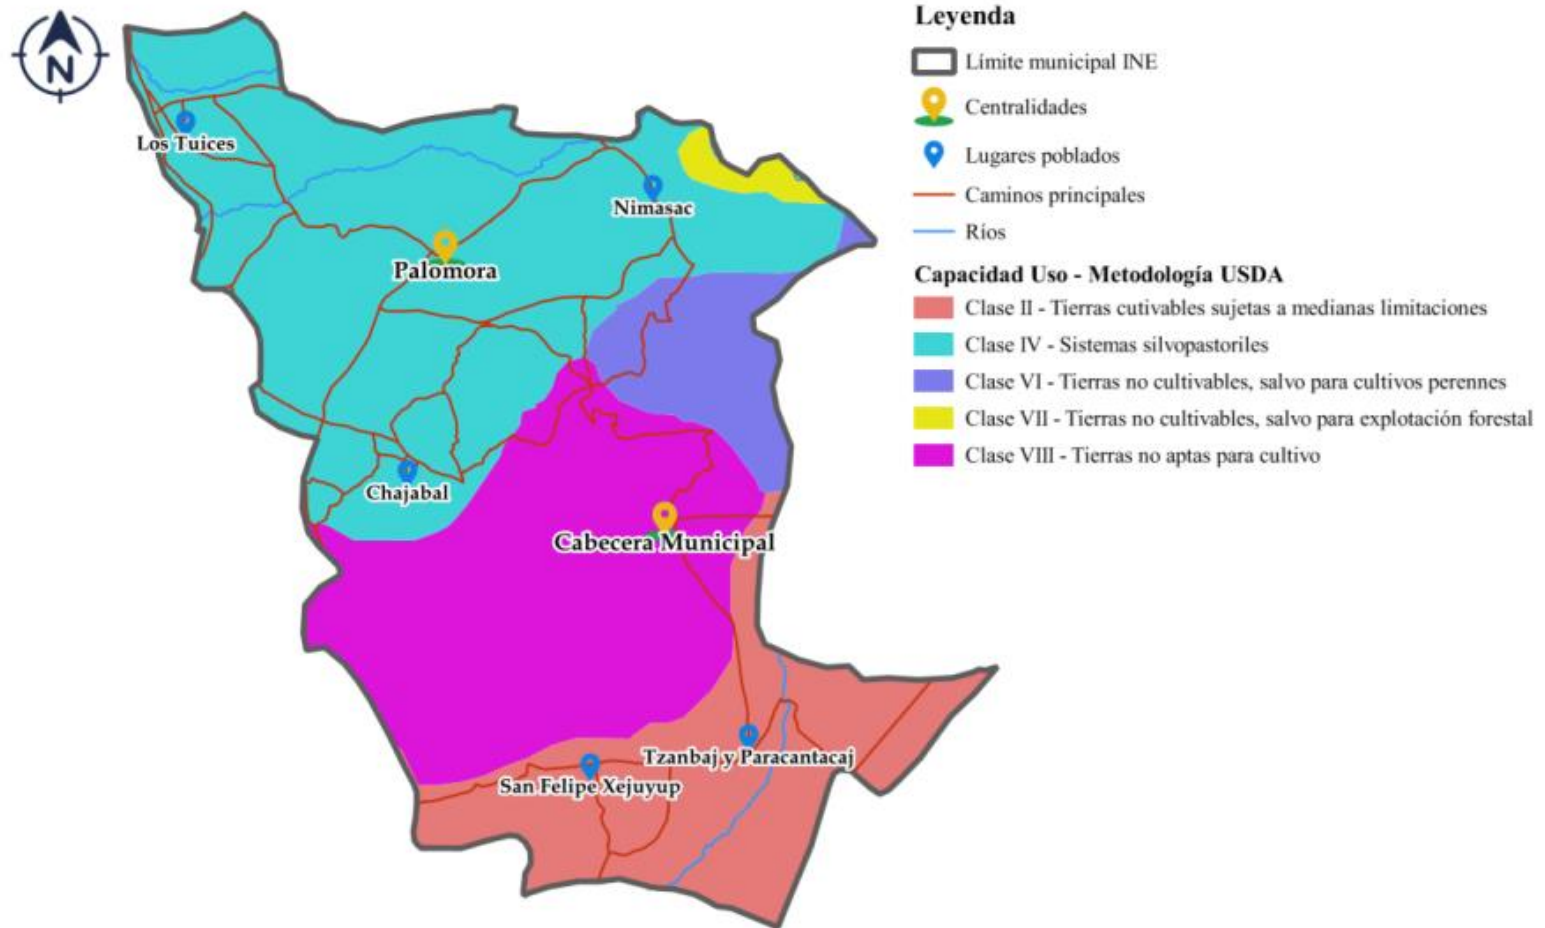 N
Los Tuices
Nimasac
Palomora
Chajabal
Cabecera Municipal
Tzanbaj y Paracantacaj
San Felipe Xejuyup
Leyenda
Límite municipal INE
Centralidades
Lugares poblados
Caminos principales
Ríos
Capacidad Uso - Metodología USDA
Clase II - Tierras cutivables sujetas a medianas limitaciones
Clase IV - Sistemas silvopastoriles
Clase VI - Tierras no cultivables, salvo para cultivos perennes
Clase VII - Tierras no cultivables, salvo para explotación forestal
Clase VIII - Tierras no aptas para cultivo